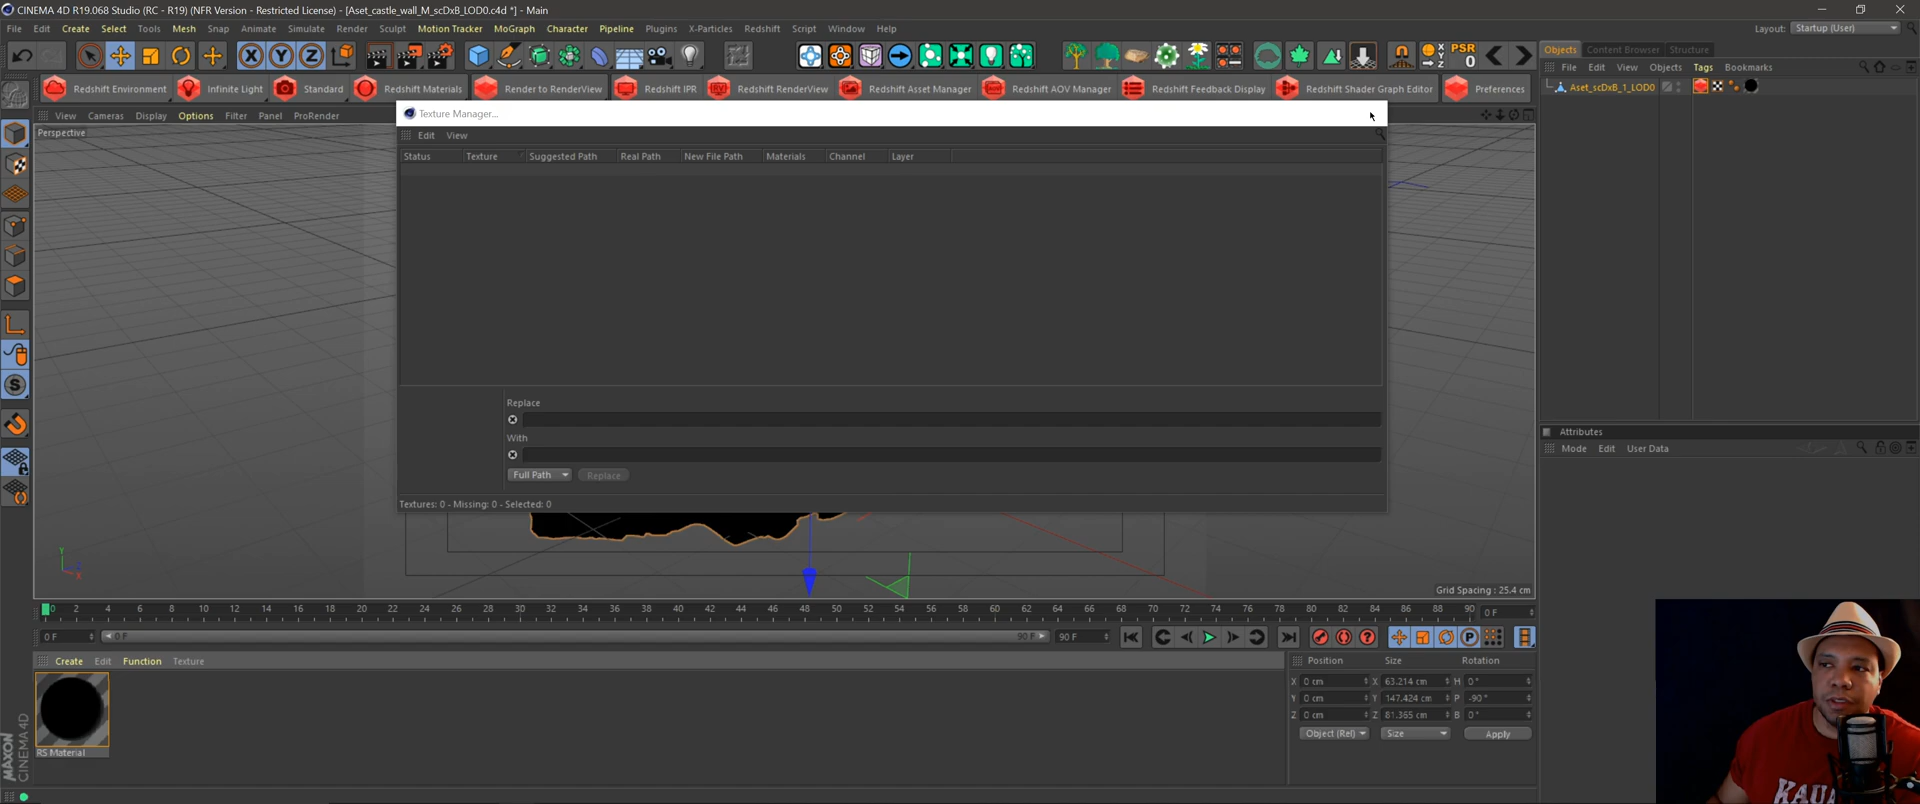 CINEMA 4D R19.068 Studio (RC - R19) (NFR Version - Restricted License) - [Aset_castle_wall_M_scDxB_LOD0.c4d *] - Main
File Edit Create Select Tools Mesh Snap Animate Simulate Render Sculpt Motion Tracker MoGraph Character Pipeline Plugins X-Particles Redshift Script Window Help
Layout: Startup (User)
X Y Z
PSR
0
Objects Content Browser Structure
File Edit View Objects Tags Bookmarks
Redshift Environment Infinite Light Standard Redshift Materials Render to RenderView Redshift IPR Redshift RenderView Redshift Asset Manager Redshift AOV Manager Redshift Feedback Display Redshift Shader Graph Editor Preferences
Aset_scDxB_1_LOD0
View Cameras Display Options Filter Panel ProRender
Perspective
Texture Manager...
Edit View
Status Texture Suggested Path Real Path New File Path Materials Channel Layer
Replace
With
Full Path Replace
Textures: 0 - Missing: 0 - Selected: 0
Attributes
Mode Edit User Data
Y
X
Grid Spacing : 25.4 cm
0 2 4 6 8 10 12 14 16 18 20 22 24 26 28 30 32 34 36 38 40 42 44 46 48 50 52 54 56 58 60 62 64 66 68 70 72 74 76 78 80 82 84 86 88 90 0 F
0 F 0 F 90 F 90 F
Create Edit Function Texture
Position Size Rotation
X 0 cm X 63.214 cm H 0°
Y 0 cm Y 147.424 cm P -90°
Z 0 cm Z 81.365 cm B 0°
Object (Rel) Size Apply
RS Material
MAXON
CINEMA 4D
KAUA